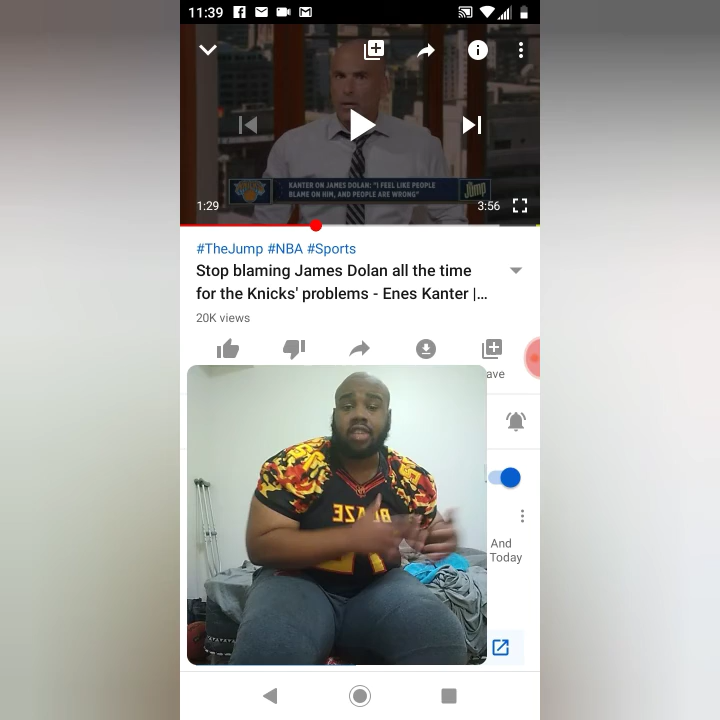 11:39
KANTER ON JAMES DOLAN: "I FEEL LIKE PEOPLE
BLAME ON HIM, AND PEOPLE ARE WRONG"
Jump
1:29
3:56
#TheJump #NBA #Sports
Stop blaming James Dolan all the time
for the Knicks' problems - Enes Kanter |...
20K views
ave
And
Today
BLAZE